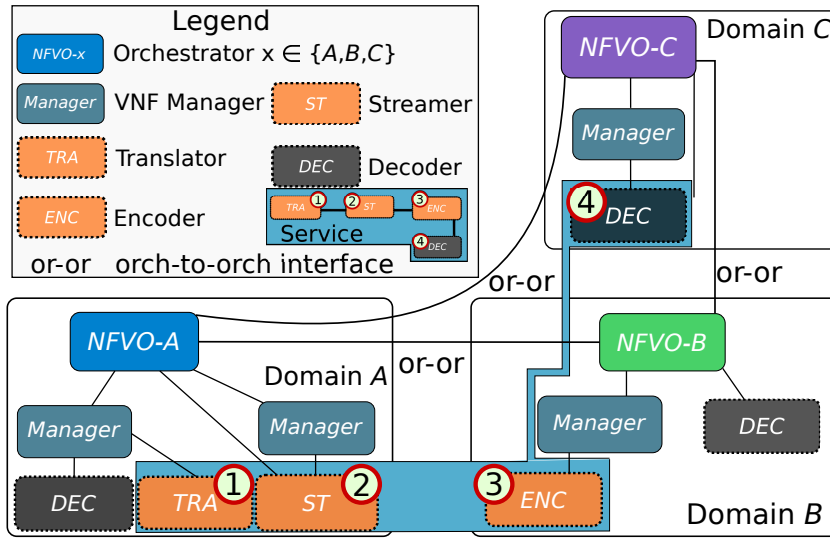 Legend
NFVO-x Orchestrator x ∈ {A,B,C}
Manager VNF Manager
ST Streamer
TRA Translator
DEC Decoder
ENC Encoder
TRA 1 2 ST 3 ENC
Service
4 DEC
or-or orch-to-orch interface
Domain C
NFVO-C
Manager
4 DEC
or-or
or-or
NFVO-A
or-or
NFVO-B
Domain A
Manager
Manager
Manager
DEC
DEC
TRA 1
ST 2
3 ENC
Domain B